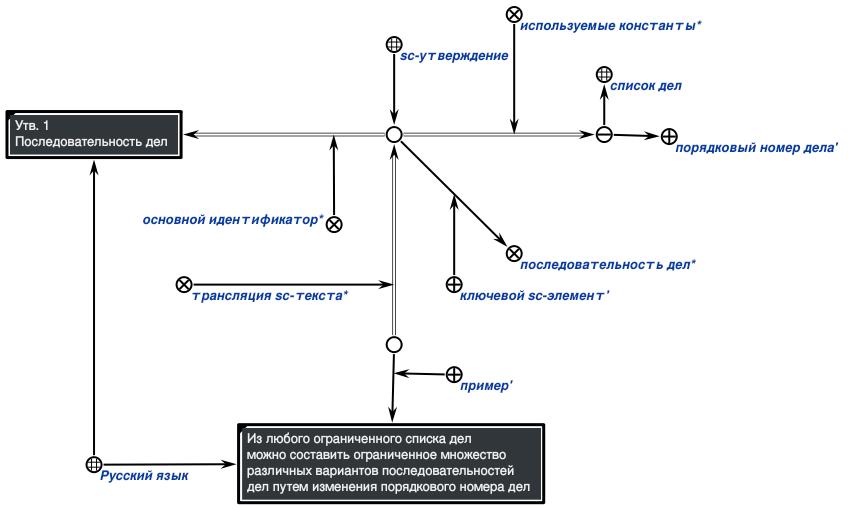 используемые константы*
sc-утверждение
список дел
Утв. 1
Последовательность дел
порядковый номер дела'
основной идентификатор*
последовательность дел*
трансляция sc-текста*
ключевой sc-элемент'
пример'
Из любого ограниченного списка дел
можно составить ограниченное множество
различных вариантов последовательностей
дел путем изменения порядкового номера дел
Русский язык